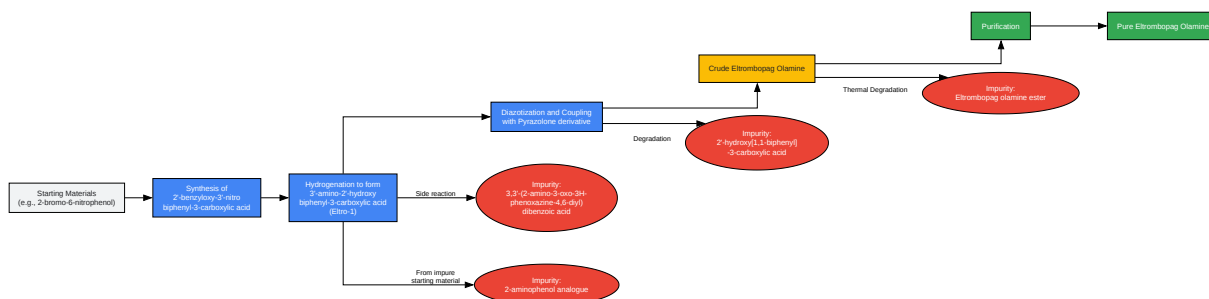 Purification
Pure Eltrombopag Olamine
Crude Eltrombopag Olamine
Thermal Degradation
Impurity:
Eltrombopag olamine ester
Diazotization and Coupling
with Pyrazolone derivative
Degradation
Impurity:
2'-hydroxy[1,1-biphenyl]
-3-carboxylic acid
Starting Materials
(e.g., 2-bromo-6-nitrophenol)
Synthesis of
2'-benzyloxy-3'-nitro
biphenyl-3-carboxylic acid
Hydrogenation to form
3'-amino-2'-hydroxy
biphenyl-3-carboxylic acid
(Eltro-1)
Side reaction
Impurity:
3,3'-(2-amino-3-oxo-3H-
phenoxazine-4,6-diyl)
dibenzoic acid
From impure
starting material
Impurity:
2-aminophenol analogue